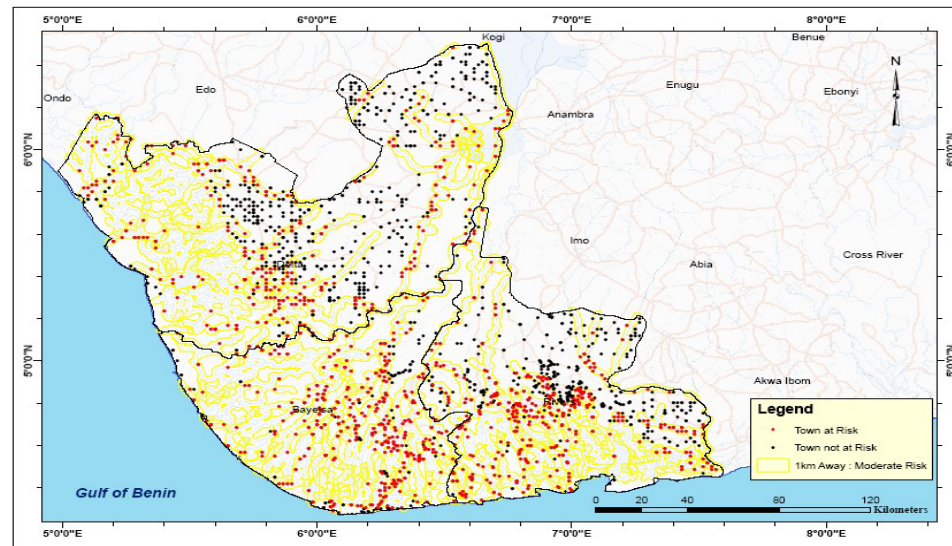 5°0'0"E 6°0'0"E 7°0'0"E 8°0'0"E
Kogi
Benue
Ondo
Edo
Enugu
Ebonyi
N
Anambra
6°0'0"N
6°0'0"N
Imo
Abia
Cross River
Delta
5°0'0"N
5°0'0"N
Akwa Ibom
Bayelsa
Legend
Town at Risk
Town not at Risk
1km Away : Moderate Risk
Gulf of Benin
0 20 40 80 120
Kilometers
5°0'0"E 6°0'0"E 7°0'0"E 8°0'0"E